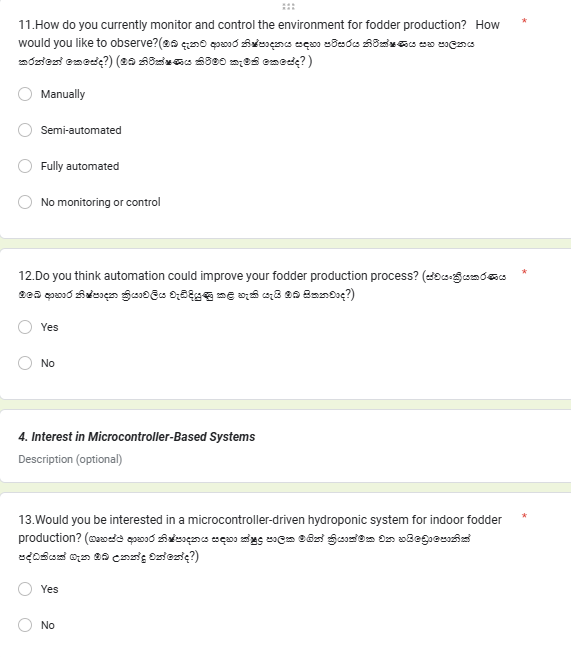 11.How do you currently monitor and control the environment for fodder production?   How *
would you like to observe?(ඔබ දැනට ආහාර නිෂ්පාදනය සඳහා පරිසරය නිරීක්ෂණය සහ පාලනය
කරන්නේ කෙසේද?) (ඔබ නිරීක්ෂණය කිරීමට කැමති කෙසේද? )
Manually
Semi-automated
Fully automated
No monitoring or control
12.Do you think automation could improve your fodder production process? (ස්වයංක්‍රීයකරණය *
ඔබේ ආහාර නිෂ්පාදන ක්‍රියාවලිය වැඩිදියුණු කළ හැකි යැයි ඔබ සිතනවාද?)
Yes
No
4. Interest in Microcontroller-Based Systems
Description (optional)
13.Would you be interested in a microcontroller-driven hydroponic system for indoor fodder *
production? (ගෘහස්ථ ආහාර නිෂ්පාදනය සඳහා ක්ෂුද්‍ර පාලක මගින් ක්‍රියාත්මක වන හයිඩ්‍රොපොනික්
පද්ධතියක් ගැන ඔබ උනන්දු වන්නේද?)
Yes
No